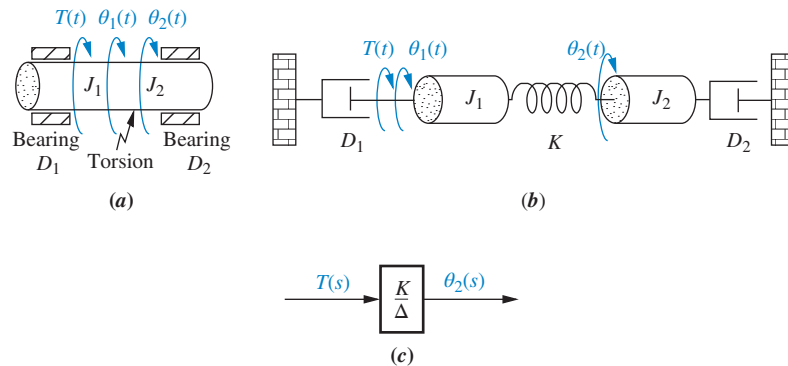 T(t) θ₁(t) θ₂(t)
J₁ J₂
Bearing
D₁
Torsion
Bearing
D₂
(a)
T(t) θ₁(t)
θ₂(t)
J₁
J₂
D₁
K
D₂
(b)
T(s)
K
Δ
θ₂(s)
(c)